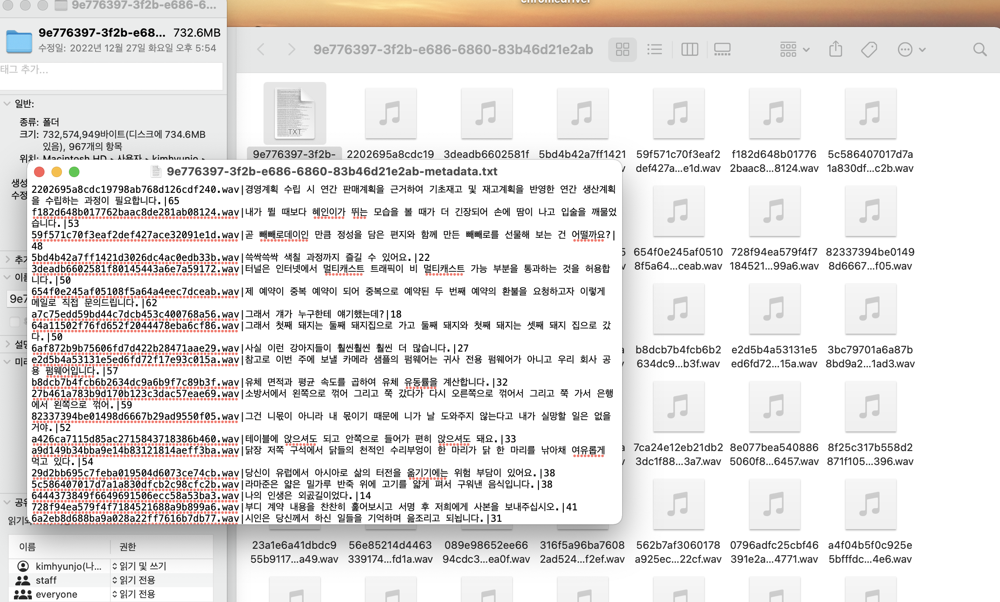 9e776397-3f2b-e686-6...
chromedriver
9e776397-3f2b-e68... 732.6MB
수정일: 2022년 12월 27일 화요일 오후 5:54
태그 추가...
일반:
종류: 폴더
크기: 732,574,949바이트(디스크에 734.6MB
있음), 967개의 항목
위치: Macintosh HD ▸ 사용자 ▸ kimhyunjo ▸
생성
수정
이름
9e7
공유
이름 권한
kimhyunjo(나... 읽기 및 쓰기
staff 읽기 전용
everyone 읽기 전용
9e776397-3f2b-e686-6860-83b46d21e2ab
TXT
9e776397-3f2b- 2202695a8cdc19 3deadb6602581f 5bd4b42a7ff1421 59f571c70f3eaf2 f182d648b01776 5c586407017d7a
def427a...e1d.wav 2baac8...8124.wav 1a830df...c2b.wav
654f0e245af0510 728f94ea579f4f7 82337394be0149
8f5a64...ceab.wav 184521...99a6.wav 8d6667...f05.wav
b8dcb7b4fcb6b2 e2d5b4a53131e5 3bc79701a6a87b
634dc9...b3f.wav ed6fd72...15a.wav 8bd9a2...1ad3.wav
7ca24e12eb21db2 8e077bea540886 8f25c317b558d2
3dc1f88...3a7.wav 5060f8...6457.wav 871f105...396.wav
23a1e6a41dbdc9 56e85214d4463 089e98652ee66 316f5a96ba7608 562b7af3060178 0796adfc25cbf46 a4f04b5f0c925e
55b9117...a49.wav 339174...fd1a.wav 94cdc3...ea0f.wav 2ad524...f2ef.wav a925ec...22cf.wav 391e2a...4771.wav 5bfffdc...4e6.wav
9e776397-3f2b-e686-6860-83b46d21e2ab-metadata.txt
2202695a8cdc19798ab768d126cdf240.wav|경영계획 수립 시 연간 판매계획을 근거하여 기초재고 및 재고계획을 반영한 연간 생산계획
을 수립하는 과정이 필요합니다.|65
f182d648b017762baac8de281ab08124.wav|내가 뛸 때보다 혜인이가 뛰는 모습을 볼 때가 더 긴장되어 손에 땀이 나고 입술을 깨물었
습니다.|53
59f571c70f3eaf2def427ace32091e1d.wav|곧 빼빼로데이인 만큼 정성을 담은 편지와 함께 만든 빼빼로를 선물해 보는 건 어떨까요?|
48
5bd4b42a7ff1421d3026dc4ac0edb33b.wav|쓱싹쓱싹 색칠 과정까지 즐길 수 있어요.|22
3deadb6602581f80145443a6e7a59172.wav|터널은 인터넷에서 멀티캐스트 트래픽이 비 멀티캐스트 가능 부분을 통과하는 것을 허용합
니다.|50
654f0e245af05108f5a64a4eec7dceab.wav|제 예약이 중복 예약이 되어 중복으로 예약된 두 번째 예약의 환불을 요청하고자 이렇게
메일로 직접 문의드립니다.|62
a7c75edd59bd44c7dcb453c400768a56.wav|그래서 걔가 누구한테 얘기했는데?|18
64a11502f76fd652f2044478eba6cf86.wav|그래서 첫째 돼지는 둘째 돼지집으로 가고 둘째 돼지와 첫째 돼지는 셋째 돼지 집으로 갔
다.|50
6af872b9b75606fd7d422b28471aae29.wav|사실 이런 강아지들이 훨씬훨씬 훨씬 더 많습니다.|27
e2d5b4a53131e5ed6fd72f17e93c015a.wav|참고로 이번 주에 보낼 카메라 샘플의 펌웨어는 귀사 전용 펌웨어가 아니고 우리 회사 공
용 펌웨어입니다.|57
b8dcb7b4fcb6b2634dc9a6b9f7c89b3f.wav|유체 면적과 평균 속도를 곱하여 유체 유동률을 계산합니다.|32
27b461a783b9d170b123c3dac57eae69.wav|소방서에서 왼쪽으로 꺾어 그리고 쭉 갔다가 다시 오른쪽으로 꺾어서 그리고 쭉 가서 은행
에서 왼쪽으로 꺾어.|59
82337394be01498d6667b29ad9550f05.wav|그건 니몫이 아니라 내 몫이기 때문에 니가 날 도와주지 않는다고 내가 실망할 일은 없을
거야.|52
a426ca7115d85ac2715843718386b460.wav|테이블에 앉으셔도 되고 안쪽으로 들어가 편히 앉으셔도 돼요.|33
a9d149b34bba9e14b83121814aeff3ba.wav|닭장 저쪽 구석에서 닭들의 천적인 수리부엉이 한 마리가 닭 한 마리를 낚아채 여유롭게
먹고 있다.|54
29d2bb695c7feba019504d6073ce74cb.wav|당신이 유럽에서 아시아로 삶의 터전을 옮기기에는 위험 부담이 있어요.|38
5c586407017d7a1a830dfcb2c98cfc2b.wav|라마준은 얇은 밀가루 반죽 위에 고기를 얇게 펴서 구워낸 음식입니다.|38
6444373849f6649691506ecc58a53ba3.wav|나의 인생은 외곬길이었다.|14
728f94ea579f4f7184521688a9b899a6.wav|부디 계약 내용을 찬찬히 훑어보시고 서명 후 저희에게 사본을 보내주십시오.|41
6a2eb8d688ba9a028a22ff7616b7db77.wav|시인은 당신께서 하신 일들을 기억하며 읊조리고 되뇝니다.|31